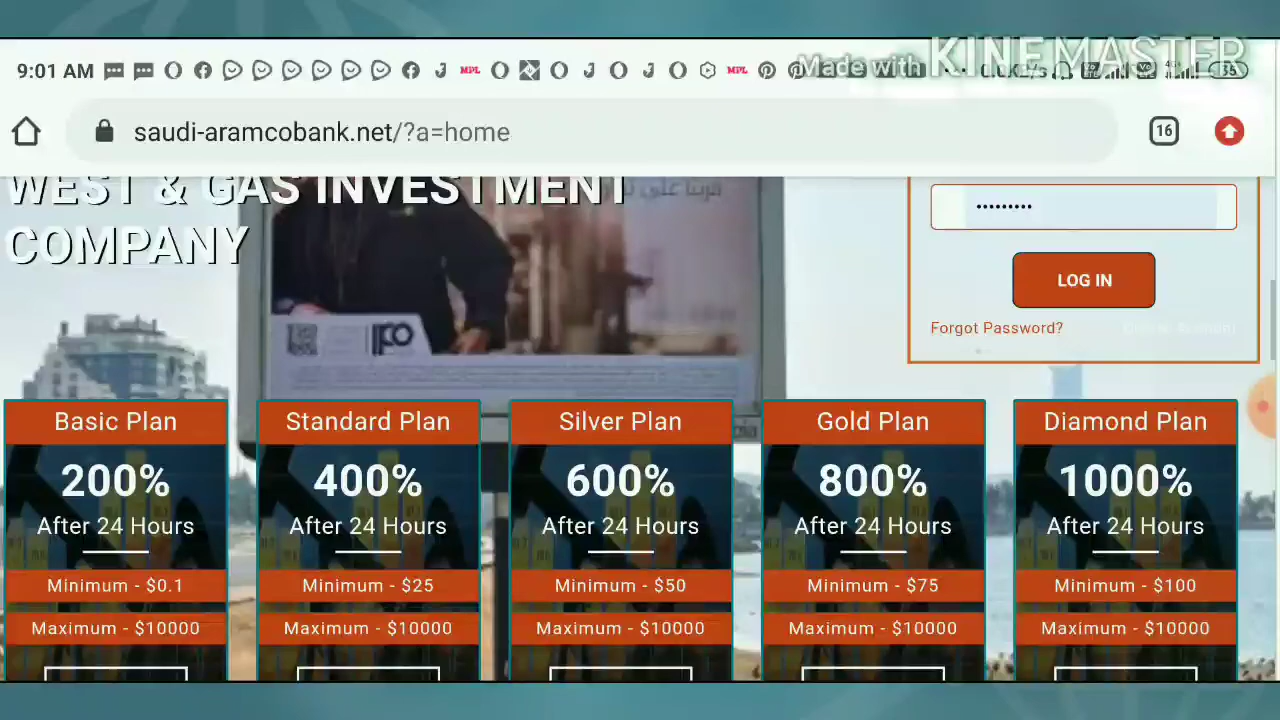 Made with KINEMASTER
9:01 AM
saudi-aramcobank.net/?a=home
16
WEST & GAS INVESTMENT
COMPANY
LOG IN
Forgot Password?
Basic Plan
200%
After 24 Hours
Minimum - $0.1
Maximum - $10000
Standard Plan
400%
After 24 Hours
Minimum - $25
Maximum - $10000
Silver Plan
600%
After 24 Hours
Minimum - $50
Maximum - $10000
Gold Plan
800%
After 24 Hours
Minimum - $75
Maximum - $10000
Diamond Plan
1000%
After 24 Hours
Minimum - $100
Maximum - $10000